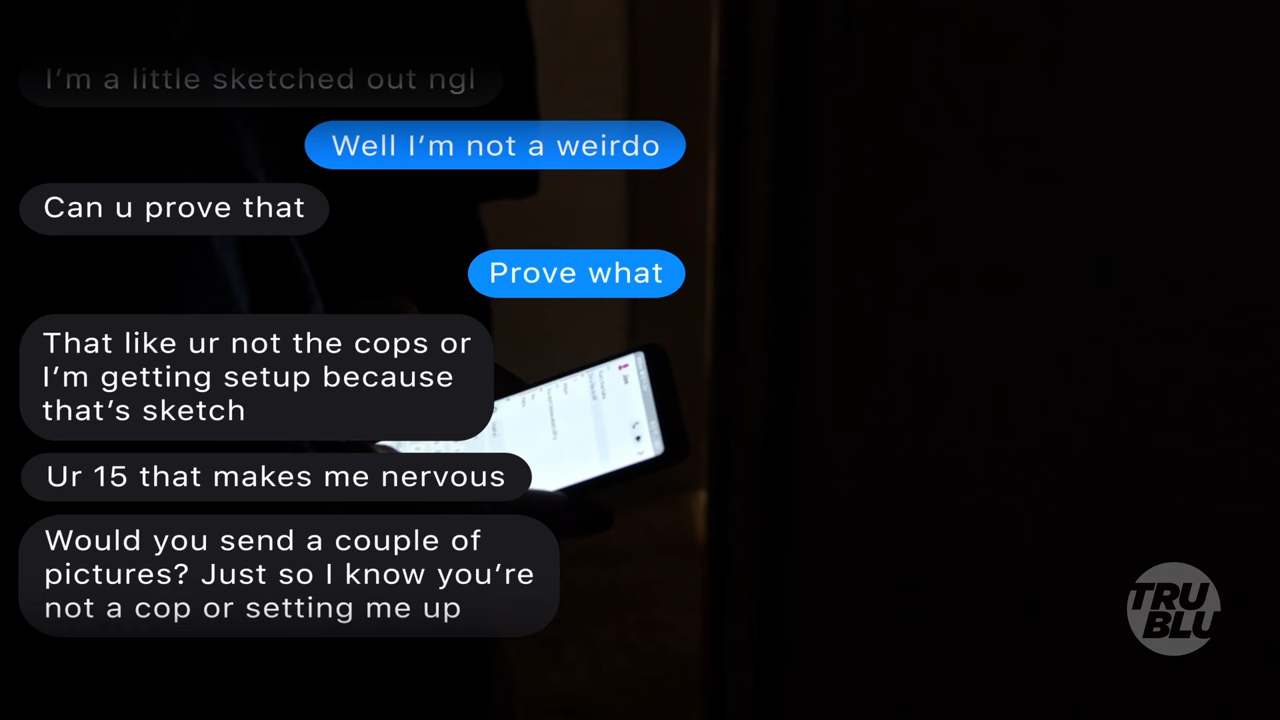 I'm a little sketched out ngl
Well I'm not a weirdo
Can u prove that
Prove what
That like ur not the cops or
I'm getting setup because
that's sketch
Ur 15 that makes me nervous
Would you send a couple of
pictures? Just so I know you're
not a cop or setting me up
TRU
BLU